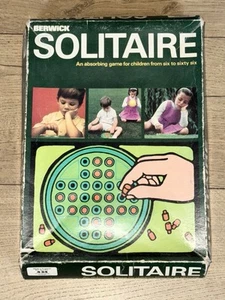 BERWICK
SOLITAIRE
An absorbing game for children from six to sixty six
SOLITAIRE